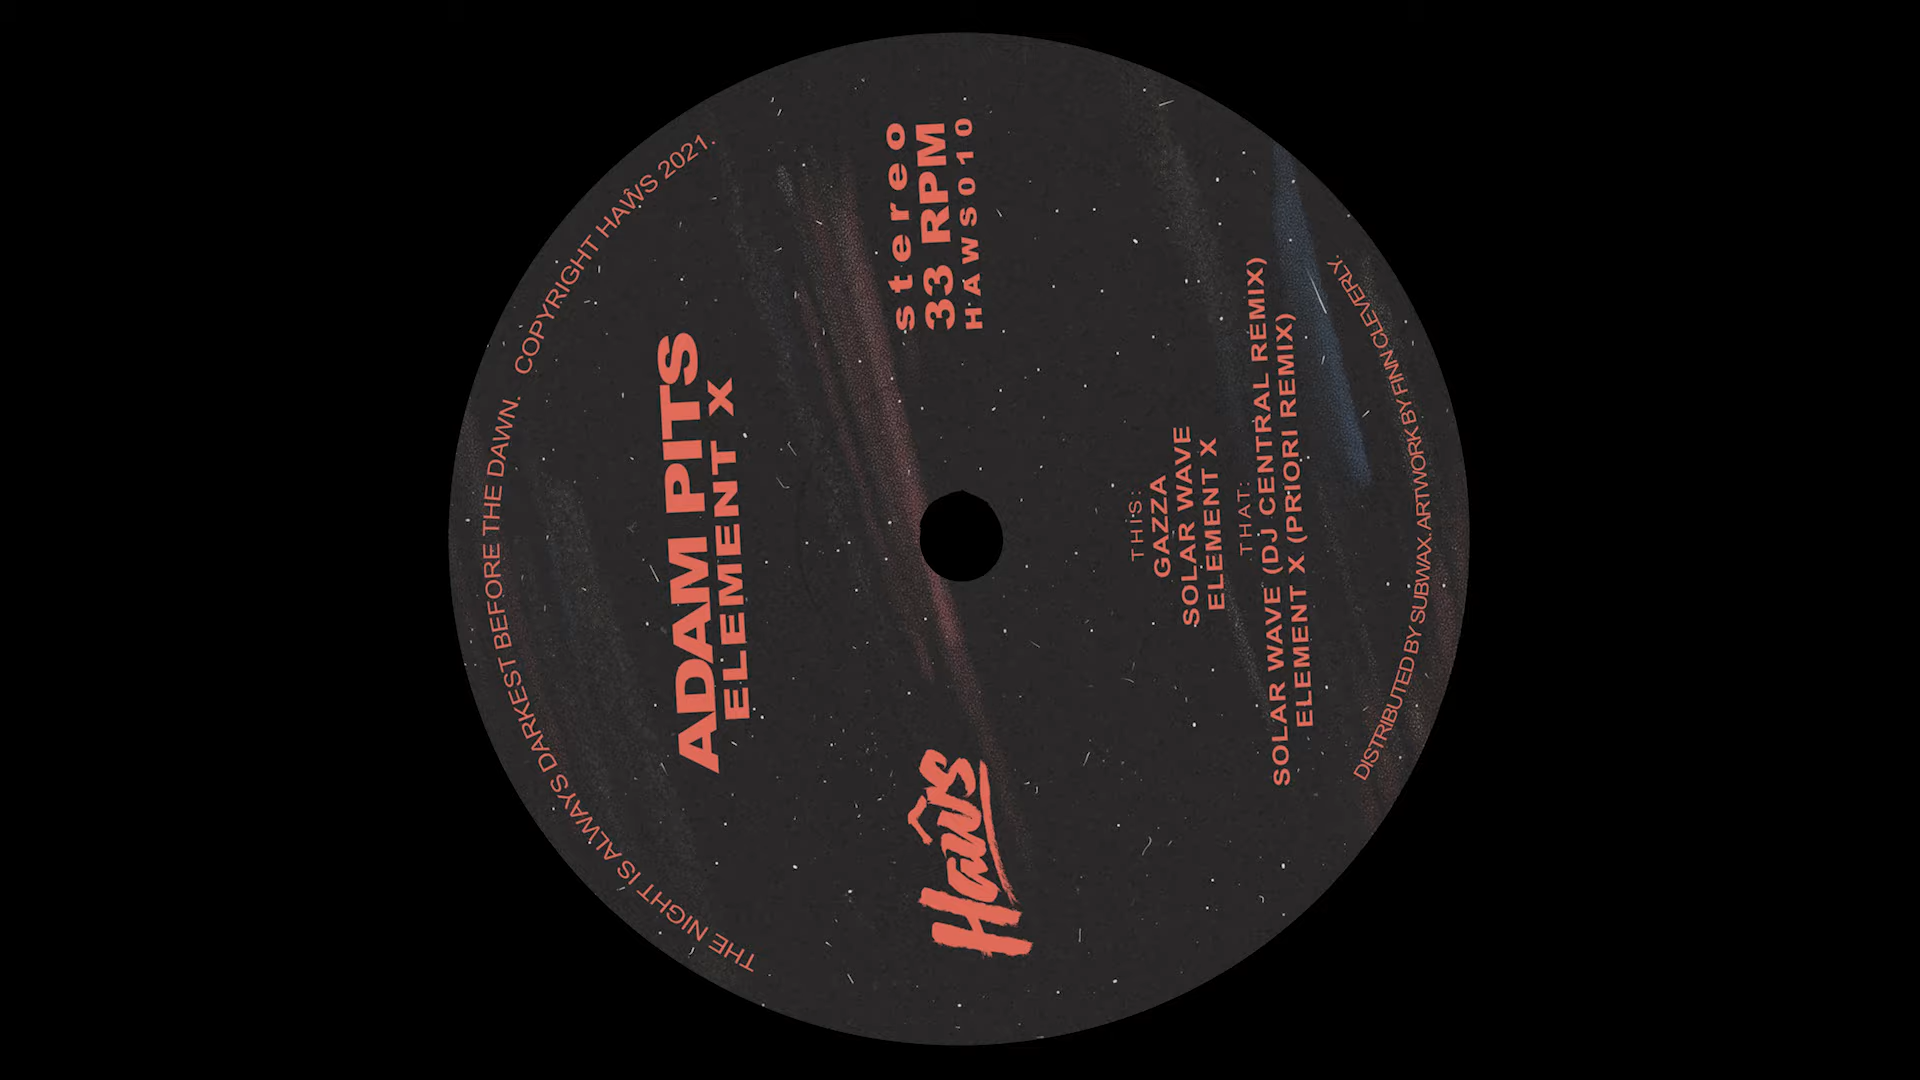 THE NIGHT IS ALWAYS DARKEST BEFORE THE DAWN. COPYRIGHT HAŴS 2021.
ADAM PITS
ELEMENT X
stereo
33 RPM
HAWS010
Haŵs
THIS:
GAZZA
SOLAR WAVE
ELEMENT X
THAT:
SOLAR WAVE (DJ CENTRAL REMIX)
ELEMENT X (PRIORI REMIX)
DISTRIBUTED BY SUBWAX. ARTWORK BY FINN CLEVERLY.